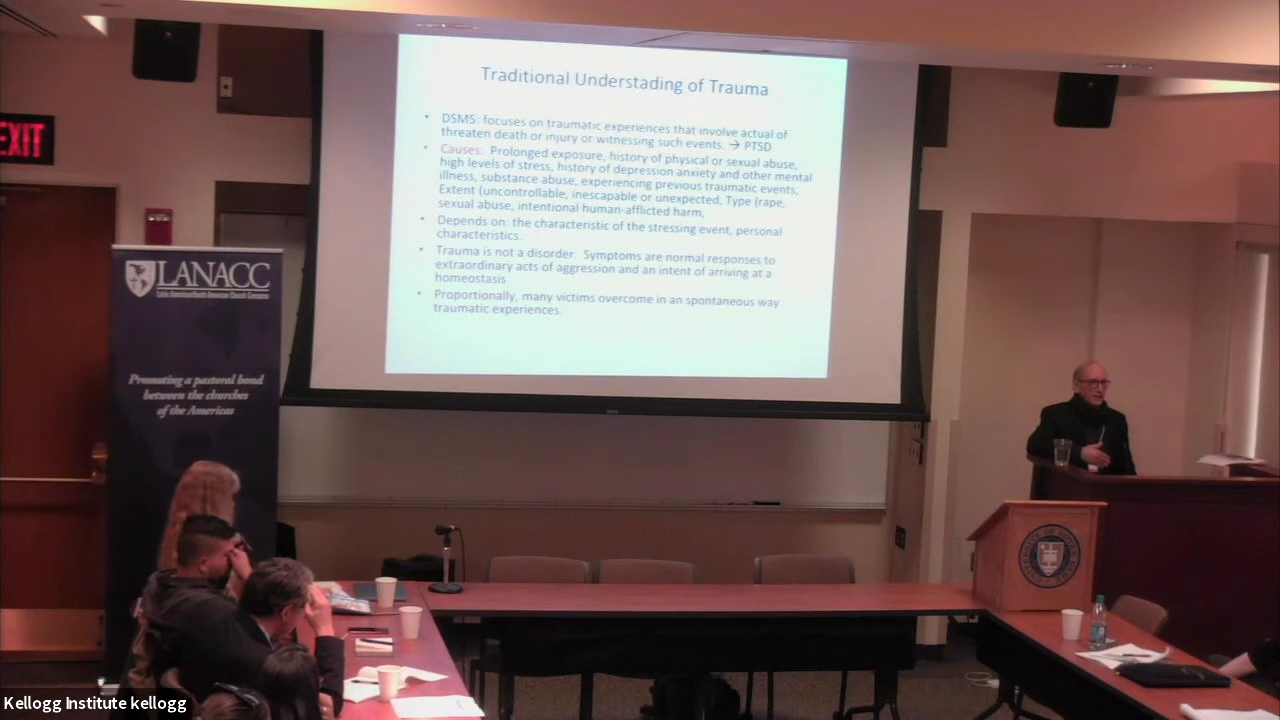 Traditional Understading of Trauma
• DSM5: focuses on traumatic experiences that involve actual of
threaten death or injury or witnessing such events. → PTSD
• Causes: Prolonged exposure, history of physical or sexual abuse,
high levels of stress, history of depression anxiety and other mental
illness, substance abuse, experiencing previous traumatic events,
Extent (uncontrollable, inescapable or unexpected, Type (rape,
sexual abuse, intentional human-afflicted harm,
• Depends on: the characteristic of the stressing event, personal
characteristics.
• Trauma is not a disorder. Symptoms are normal responses to
extraordinary acts of aggression and an intent of arriving at a
homeostasis
• Proportionally, many victims overcome in an spontaneous way
traumatic experiences.
EXIT
LANACC
Latin American/North American Church Concerns
Promoting a pastoral bond
between the churches
of the Americas
Kellogg Institute kellogg